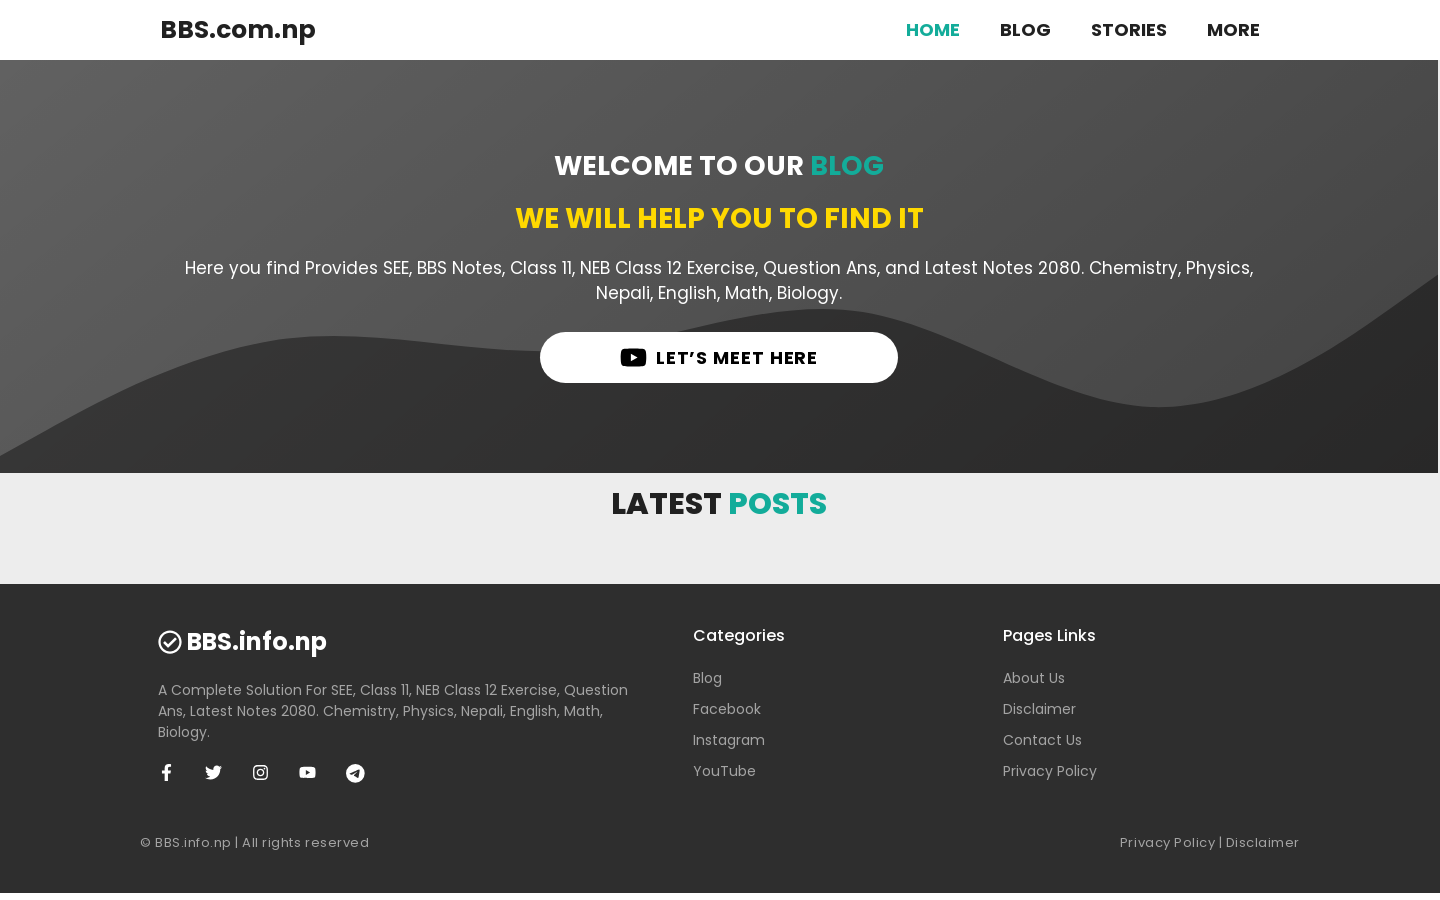 BBS.com.np
HOME BLOG STORIES MORE
WELCOME TO OUR BLOG
WE WILL HELP YOU TO FIND IT
Here you find Provides SEE, BBS Notes, Class 11, NEB Class 12 Exercise, Question Ans, and Latest Notes 2080. Chemistry, Physics,
Nepali, English, Math, Biology.
LET’S MEET HERE
LATEST POSTS
BBS.info.np
A Complete Solution For SEE, Class 11, NEB Class 12 Exercise, Question
Ans, Latest Notes 2080. Chemistry, Physics, Nepali, English, Math,
Biology.
Categories
Blog
Facebook
Instagram
YouTube
Pages Links
About Us
Disclaimer
Contact Us
Privacy Policy
© BBS.info.np | All rights reserved
Privacy Policy | Disclaimer